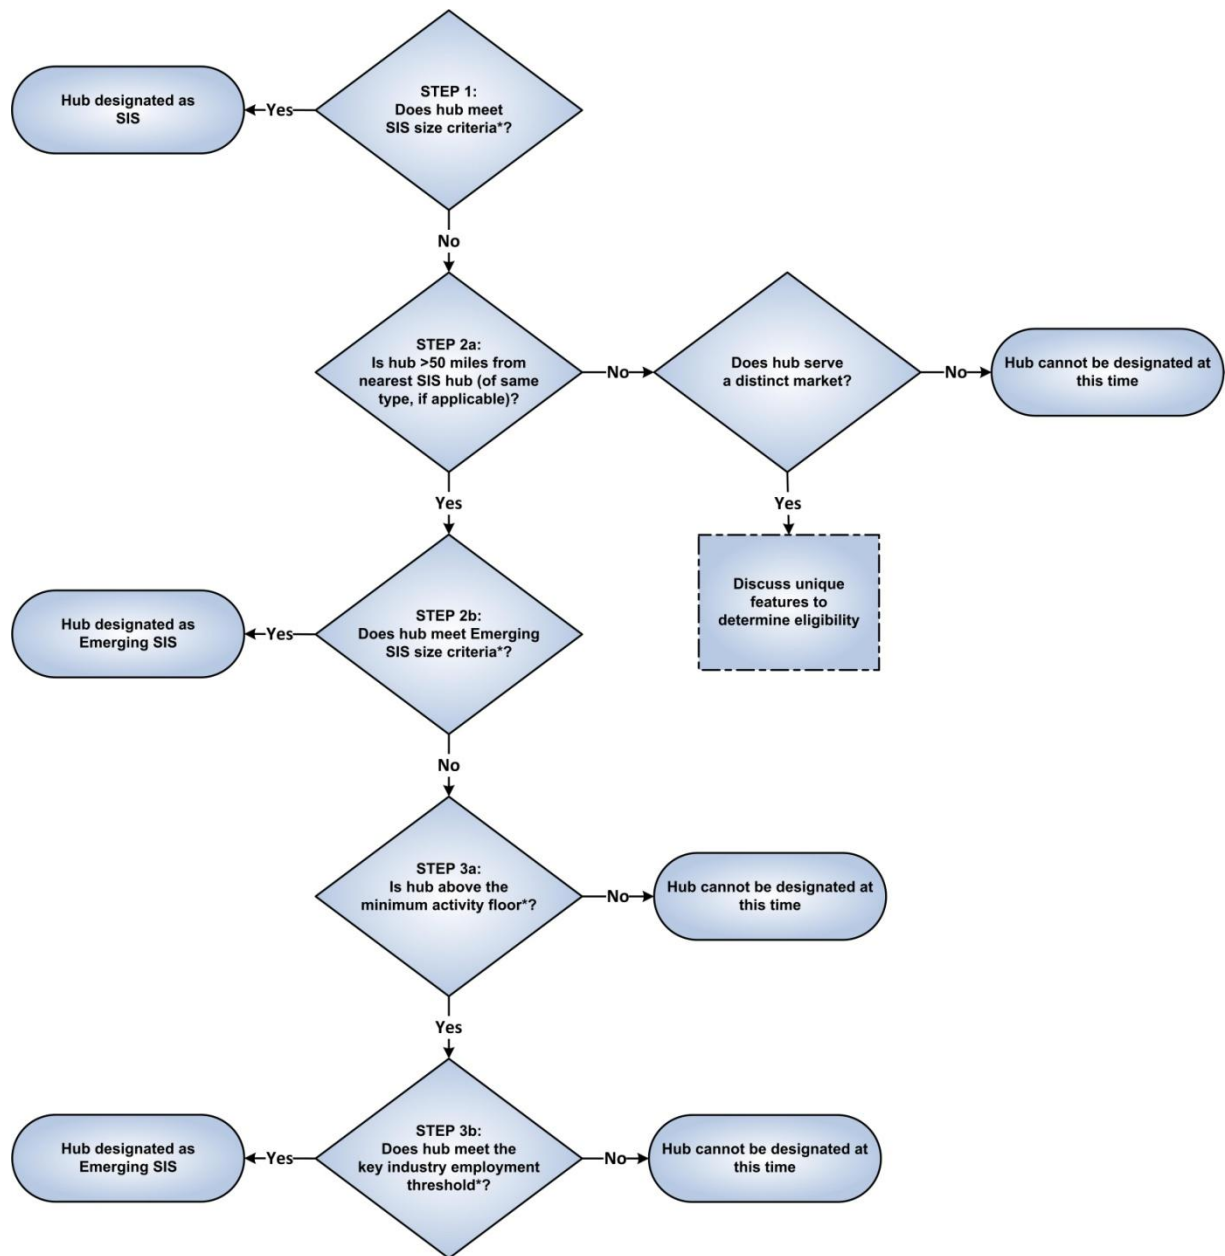 STEP 1:
Does hub meet
SIS size criteria*?
Yes
Hub designated as
SIS
No
STEP 2a:
Is hub >50 miles from
nearest SIS hub (of same
type, if applicable)?
No
Does hub serve
a distinct market?
No
Hub cannot be designated at
this time
Yes
Discuss unique
features to
determine eligibility
Yes
STEP 2b:
Does hub meet Emerging
SIS size criteria*?
Yes
Hub designated as
Emerging SIS
No
STEP 3a:
Is hub above the
minimum activity floor*?
No
Hub cannot be designated at
this time
Yes
STEP 3b:
Does hub meet the
key industry employment
threshold*?
Yes
Hub designated as
Emerging SIS
No
Hub cannot be designated at
this time